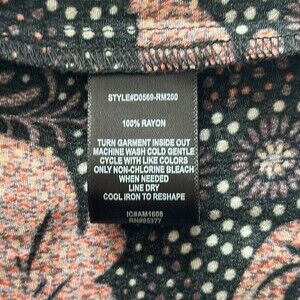 STYLE#D0569-RM200
100% RAYON
TURN GARMENT INSIDE OUT
MACHINE WASH COLD GENTLE
CYCLE WITH LIKE COLORS
ONLY NON-CHLORINE BLEACH
WHEN NEEDED
LINE DRY
COOL IRON TO RESHAPE
IC#AM1608
RN#95377